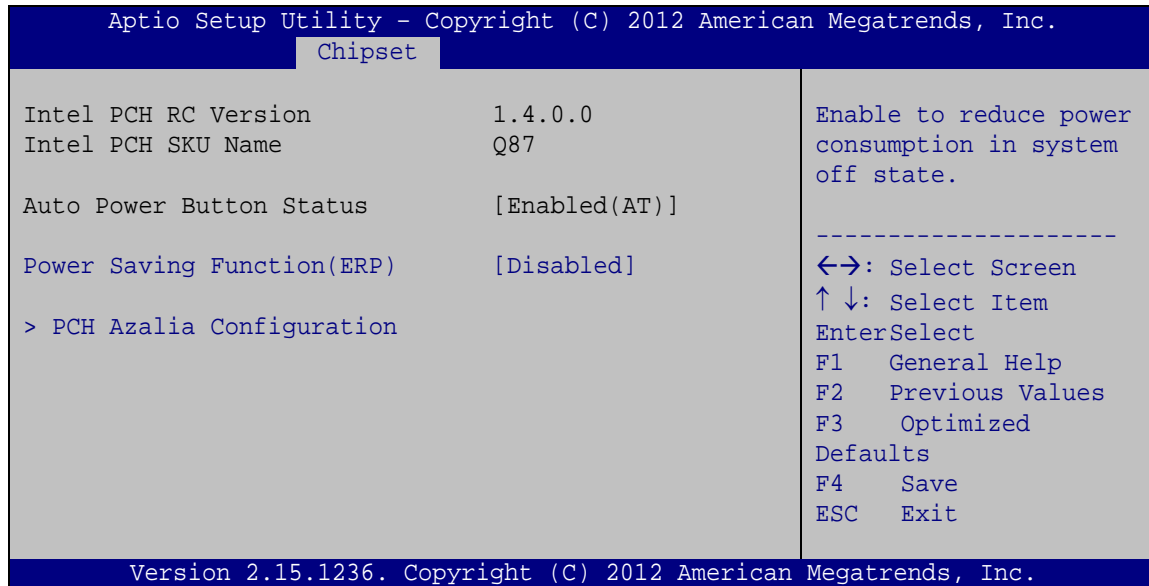 Aptio Setup Utility – Copyright (C) 2012 American Megatrends, Inc.
Chipset
Intel PCH RC Version 1.4.0.0
Intel PCH SKU Name Q87
Auto Power Button Status [Enabled(AT)]
Power Saving Function(ERP) [Disabled]
> PCH Azalia Configuration
Enable to reduce power
consumption in system
off state.
---------------------
←→: Select Screen
↑ ↓: Select Item
EnterSelect
F1 General Help
F2 Previous Values
F3 Optimized
Defaults
F4 Save
ESC Exit
Version 2.15.1236. Copyright (C) 2012 American Megatrends, Inc.